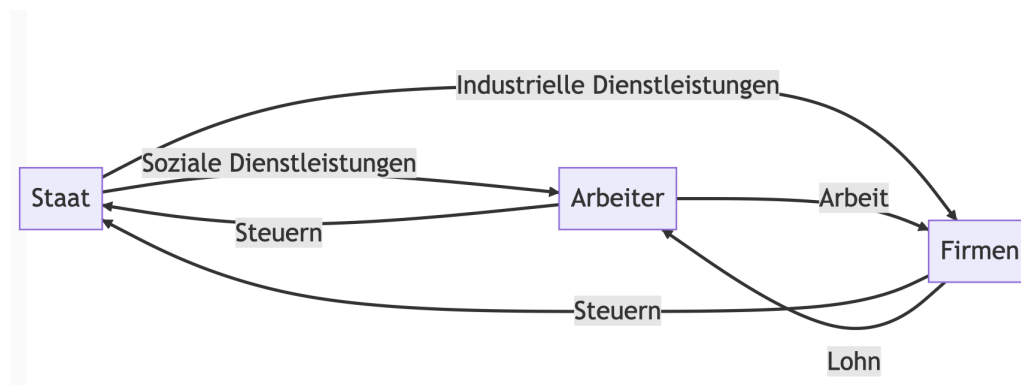 Industrielle Dienstleistungen
Soziale Dienstleistungen
Staat
Arbeiter
Arbeit
Steuern
Firmen
Steuern
Lohn